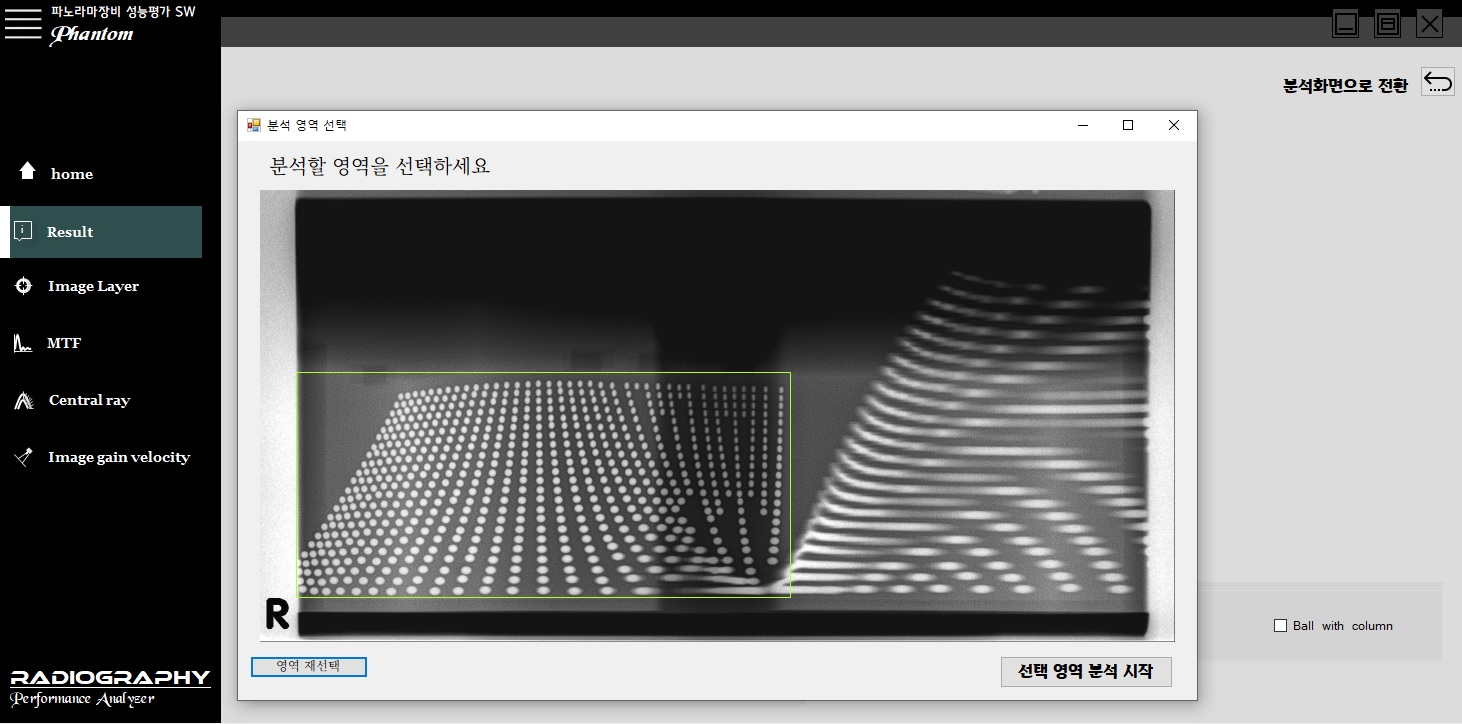 파노라마장비 성능평가 SW
Phantom
분석화면으로 전환
분석 영역 선택
분석할 영역을 선택하세요
home
Result
Image Layer
MTF
Central ray
Image gain velocity
R
Ball with column
영역 재선택
선택 영역 분석 시작
RADIOGRAPHY
Performance Analyzer